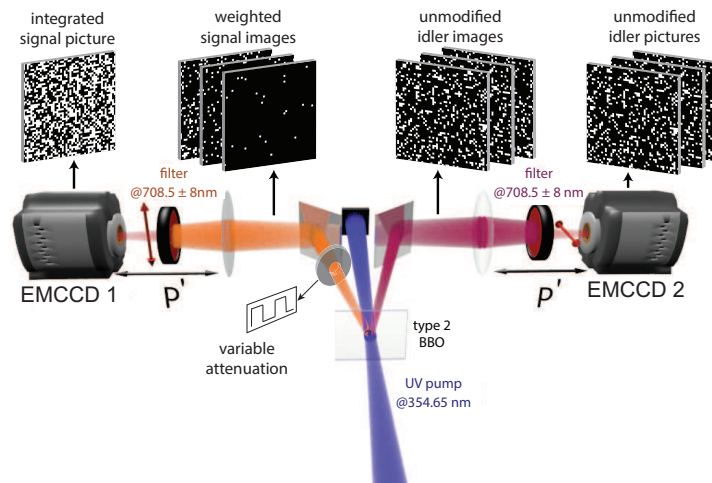 integrated
signal picture
weighted
signal images
unmodified
idler images
unmodified
idler pictures
filter
@708.5 ± 8nm
filter
@708.5 ± 8 nm
EMCCD 1
P'
P'
EMCCD 2
type 2
BBO
variable
attenuation
UV pump
@354.65 nm